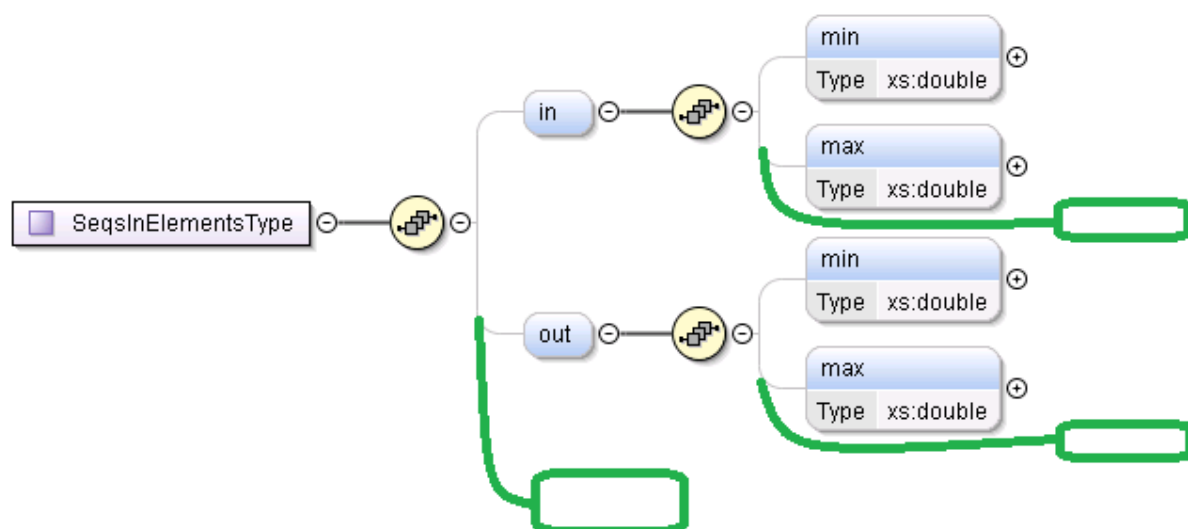 min
Type xs:double
in
max
Type xs:double
SeqsInElementsType
min
Type xs:double
out
max
Type xs:double